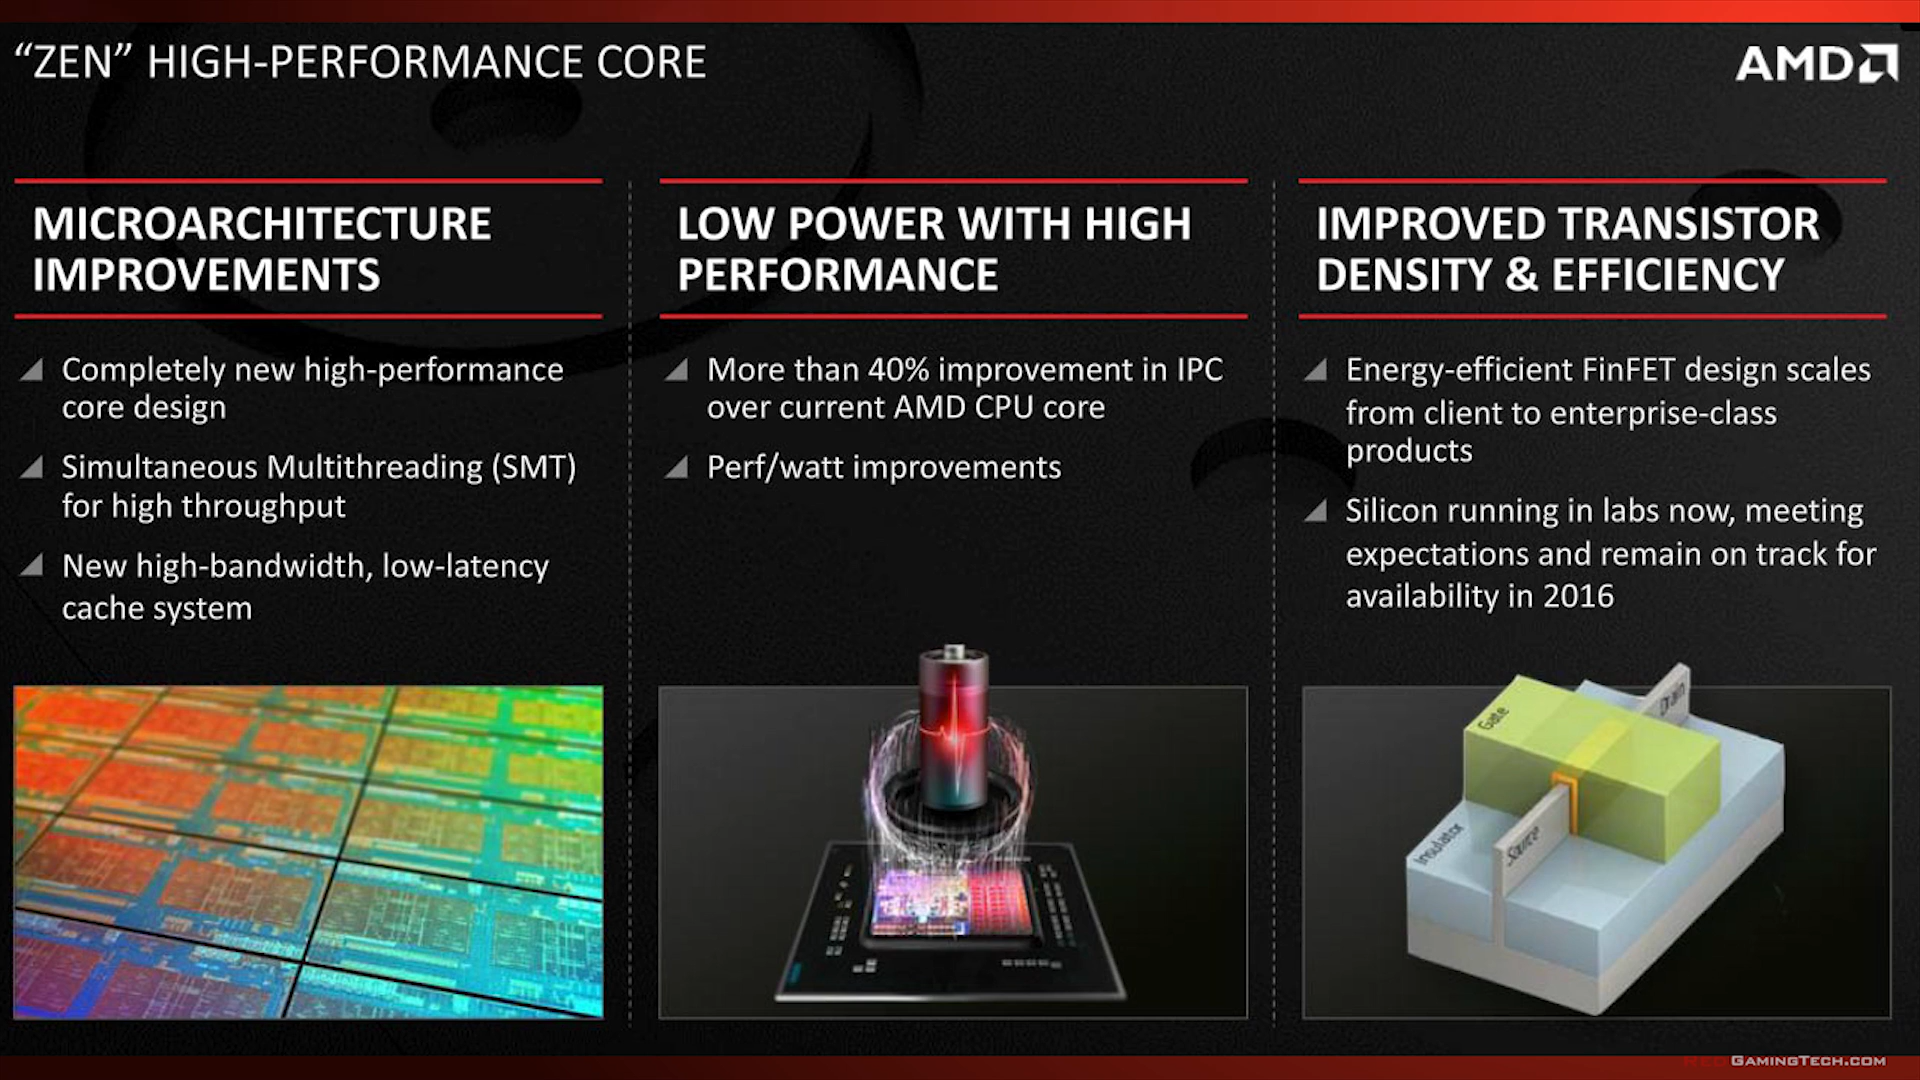 “ZEN” HIGH-PERFORMANCE CORE
AMD
MICROARCHITECTURE
IMPROVEMENTS
Completely new high-performance
core design
Simultaneous Multithreading (SMT)
for high throughput
New high-bandwidth, low-latency
cache system
LOW POWER WITH HIGH
PERFORMANCE
More than 40% improvement in IPC
over current AMD CPU core
Perf/watt improvements
IMPROVED TRANSISTOR
DENSITY & EFFICIENCY
Energy-efficient FinFET design scales
from client to enterprise-class
products
Silicon running in labs now, meeting
expectations and remain on track for
availability in 2016
Gate
Drain
Insulator
Source
REDGAMINGTECH.COM